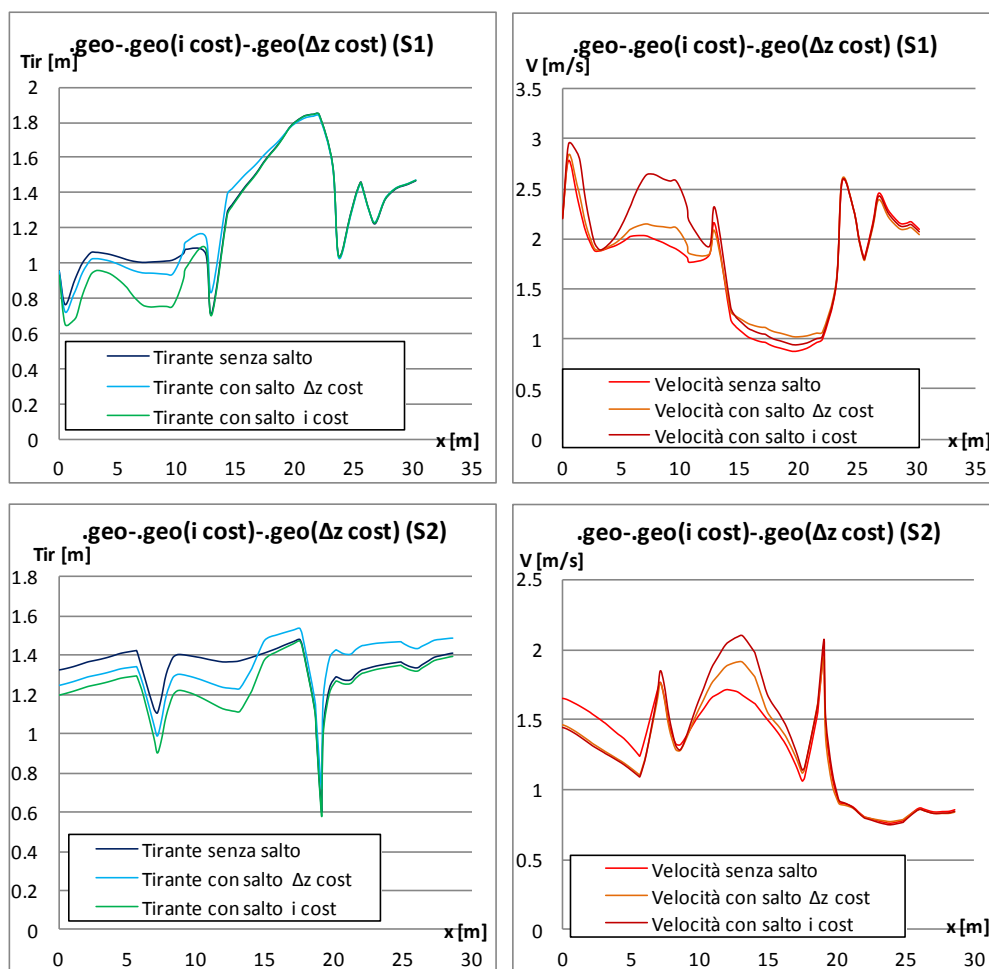 .geo-.geo(i cost)-.geo(Δz cost) (S1)
Tir [m]
2
1.8
1.6
1.4
1.2
1
0.8
0.6
0.4
0.2
0
Tirante senza salto
Tirante con salto Δz cost
Tirante con salto i cost
x [m]
0 5 10 15 20 25 30 35
.geo-.geo(i cost)-.geo(Δz cost) (S1)
V [m/s]
3.5
3
2.5
2
1.5
1
0.5
0
Velocità senza salto
Velocità con salto Δz cost
Velocità con salto i cost
x [m]
0 5 10 15 20 25 30 35
.geo-.geo(i cost)-.geo(Δz cost) (S2)
Tir [m]
1.8
1.6
1.4
1.2
1
0.8
0.6
0.4
0.2
0
Tirante senza salto
Tirante con salto Δz cost
Tirante con salto i cost
x [m]
0 5 10 15 20 25 30
.geo-.geo(i cost)-.geo(Δz cost) (S2)
V [m/s]
2.5
2
1.5
1
0.5
0
Velocità senza salto
Velocità con salto Δz cost
Velocità con salto i cost
x [m]
0 5 10 15 20 25 30 35